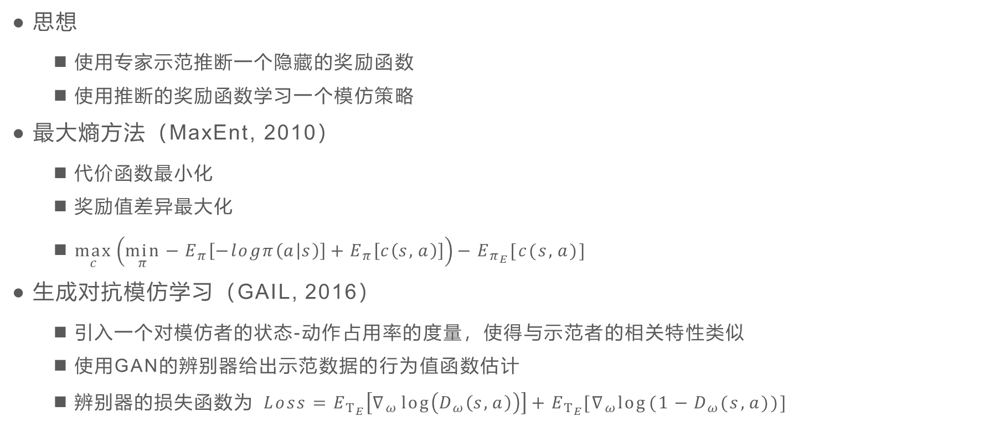 ● 思想
■ 使用专家示范推断一个隐藏的奖励函数
■ 使用推断的奖励函数学习一个模仿策略
● 最大熵方法（MaxEnt, 2010）
■ 代价函数最小化
■ 奖励值差异最大化
■ $\max_{c} \left( \min_{\pi} - E_{\pi}[-log\pi(a|s)] + E_{\pi}[c(s,a)] \right) - E_{\pi_E}[c(s,a)]$
● 生成对抗模仿学习（GAIL, 2016）
■ 引入一个对模仿者的状态-动作占用率的度量，使得与示范者的相关特性类似
■ 使用GAN的辨别器给出示范数据的行为值函数估计
■ 辨别器的损失函数为 $Loss = E_{\mathrm{T}_E}[\nabla_{\omega} \log(D_{\omega}(s,a))] + E_{\mathrm{T}_E}[\nabla_{\omega} \log(1 - D_{\omega}(s,a))]$